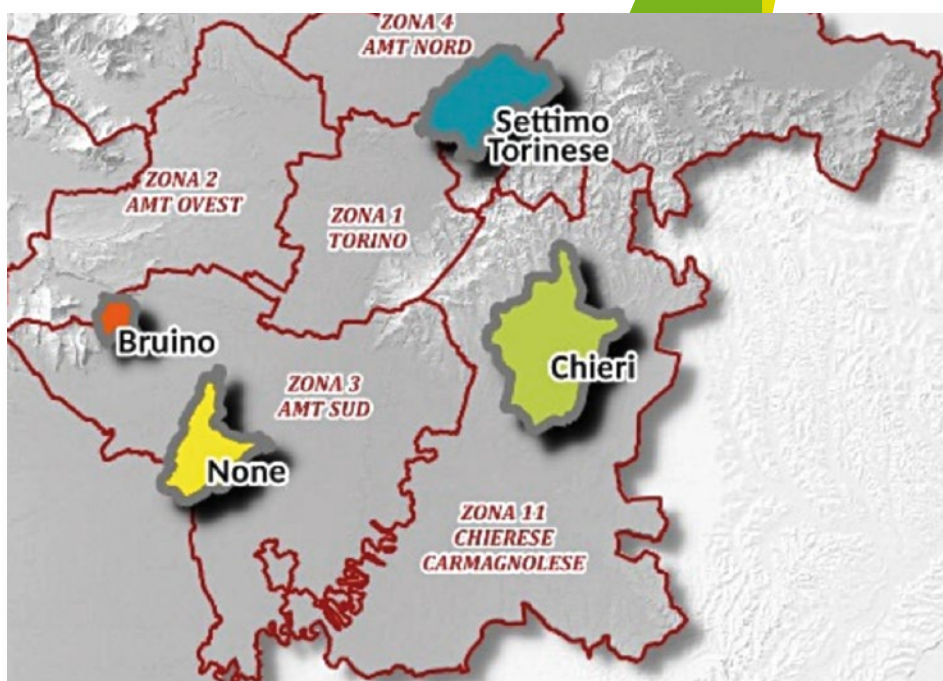 ZONA 4
AMT NORD
Settimo
Torinese
ZONA 2
AMT OVEST
ZONA 1
TORINO
Bruino
Chieri
ZONA 3
AMT SUD
None
ZONA 11
CHIERESE
CARMAGNOLESE